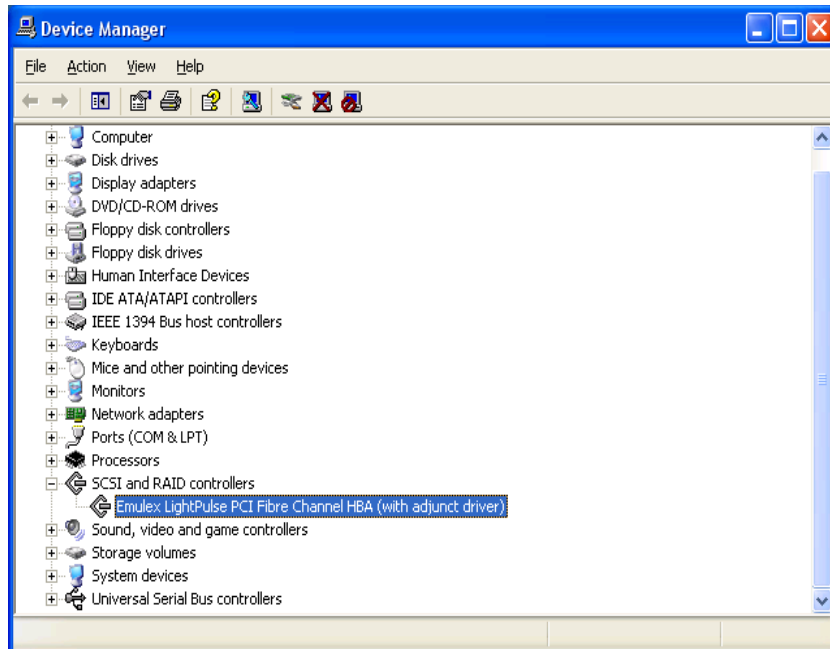 Device Manager
File Action View Help
Computer
Disk drives
Display adapters
DVD/CD-ROM drives
Floppy disk controllers
Floppy disk drives
Human Interface Devices
IDE ATA/ATAPI controllers
IEEE 1394 Bus host controllers
Keyboards
Mice and other pointing devices
Monitors
Network adapters
Ports (COM & LPT)
Processors
SCSI and RAID controllers
Emulex LightPulse PCI Fibre Channel HBA (with adjunct driver)
Sound, video and game controllers
Storage volumes
System devices
Universal Serial Bus controllers